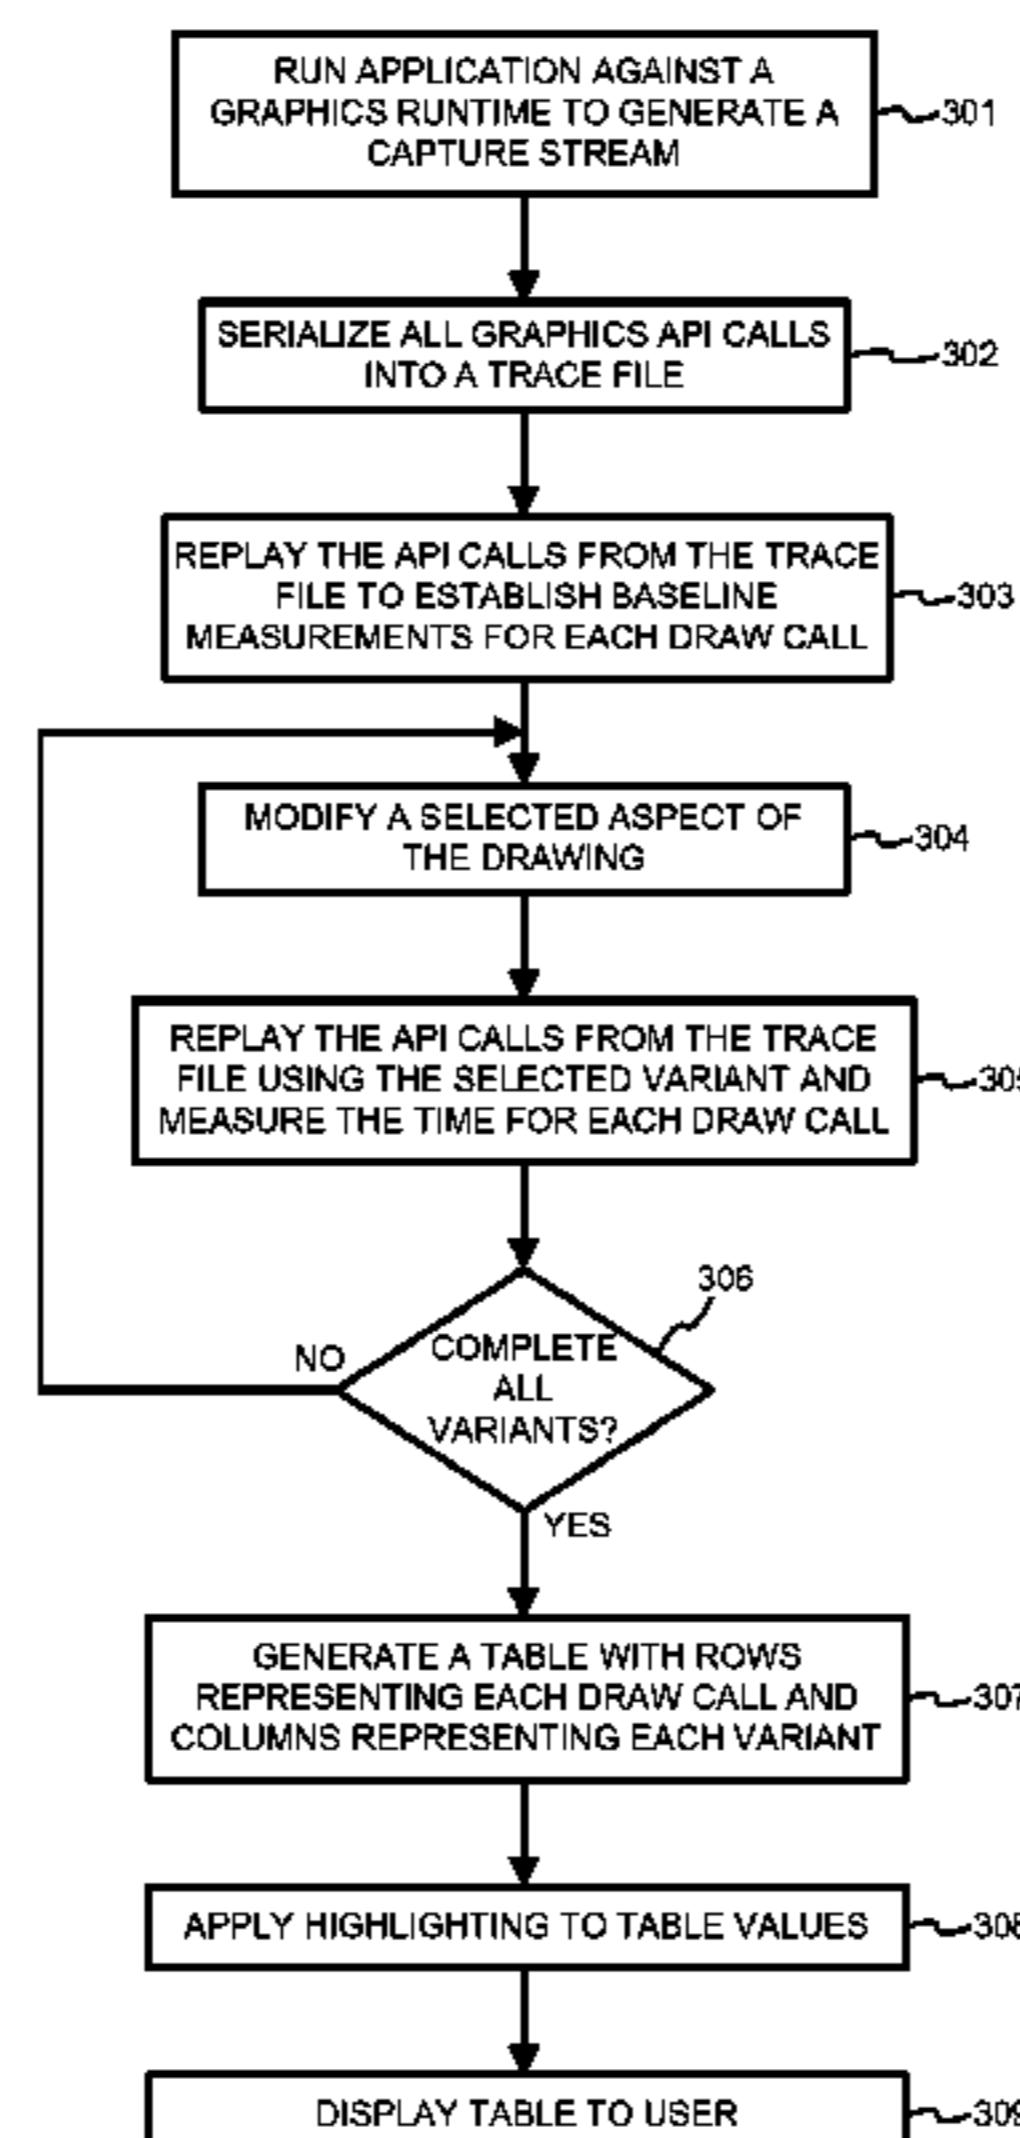 RUN APPLICATION AGAINST A
GRAPHICS RUNTIME TO GENERATE A
CAPTURE STREAM
301
SERIALIZE ALL GRAPHICS API CALLS
INTO A TRACE FILE
302
REPLAY THE API CALLS FROM THE TRACE
FILE TO ESTABLISH BASELINE
MEASUREMENTS FOR EACH DRAW CALL
303
MODIFY A SELECTED ASPECT OF
THE DRAWING
304
REPLAY THE API CALLS FROM THE TRACE
FILE USING THE SELECTED VARIANT AND
MEASURE THE TIME FOR EACH DRAW CALL
305
306
COMPLETE
ALL
VARIANTS?
NO
YES
GENERATE A TABLE WITH ROWS
REPRESENTING EACH DRAW CALL AND
COLUMNS REPRESENTING EACH VARIANT
307
APPLY HIGHLIGHTING TO TABLE VALUES
308
DISPLAY TABLE TO USER
309